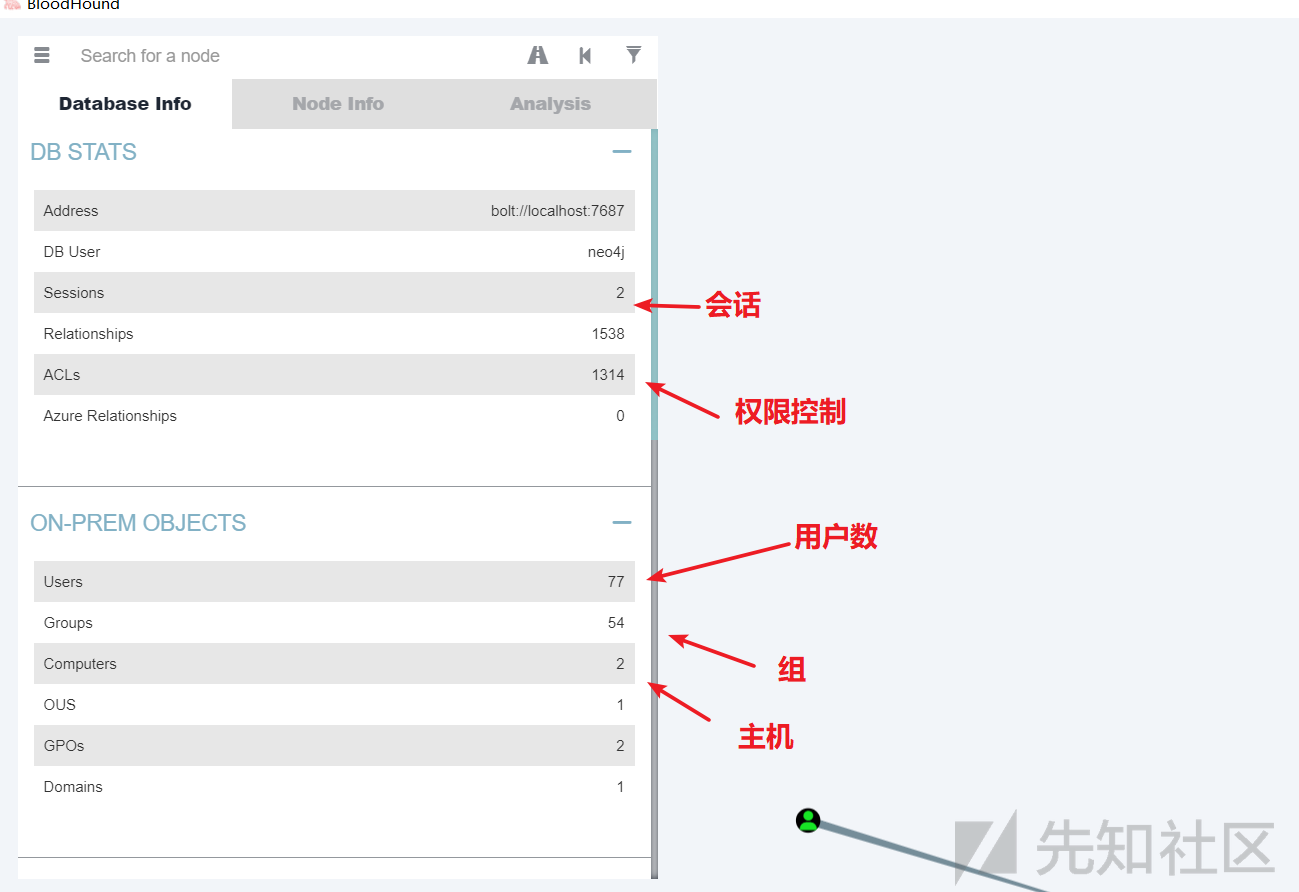 BloodHound
Search for a node
Database Info Node Info Analysis
DB STATS
Address bolt://localhost:7687
DB User neo4j
Sessions 2
会话
Relationships 1538
ACLs 1314
权限控制
Azure Relationships 0
ON-PREM OBJECTS
用户数
Users 77
Groups 54
组
Computers 2
主机
OUS 1
GPOs 2
Domains 1
先知社区